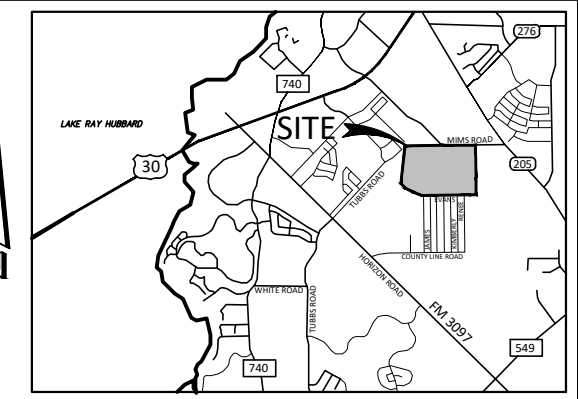 276
740
LAKE RAY HUBBARD
SITE
MIMS ROAD
30
205
TUBBS ROAD
EVANS
JAMES
KIMBERLY
RENEE
COUNTY LINE ROAD
HORIZON ROAD
WHITE ROAD
TUBBS ROAD
FM 3097
549
740